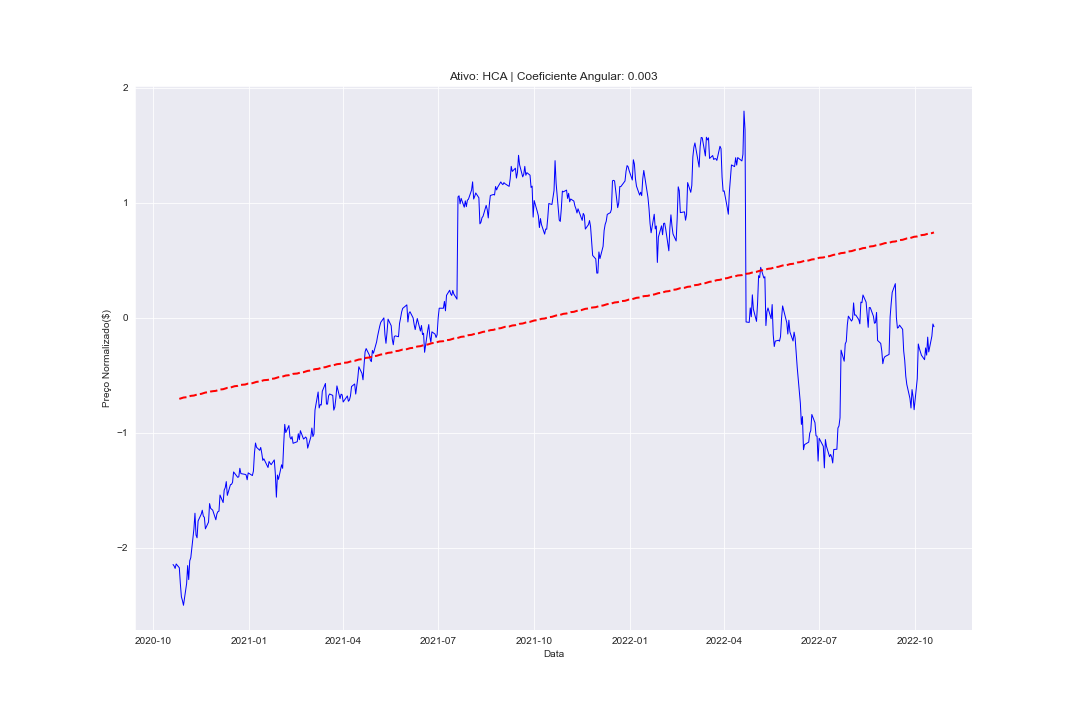 Ativo: HCA | Coeficiente Angular: 0.003
Preço Normalizado($)
2
1
0
−1
−2
2020-10 2021-01 2021-04 2021-07 2021-10 2022-01 2022-04 2022-07 2022-10
Data